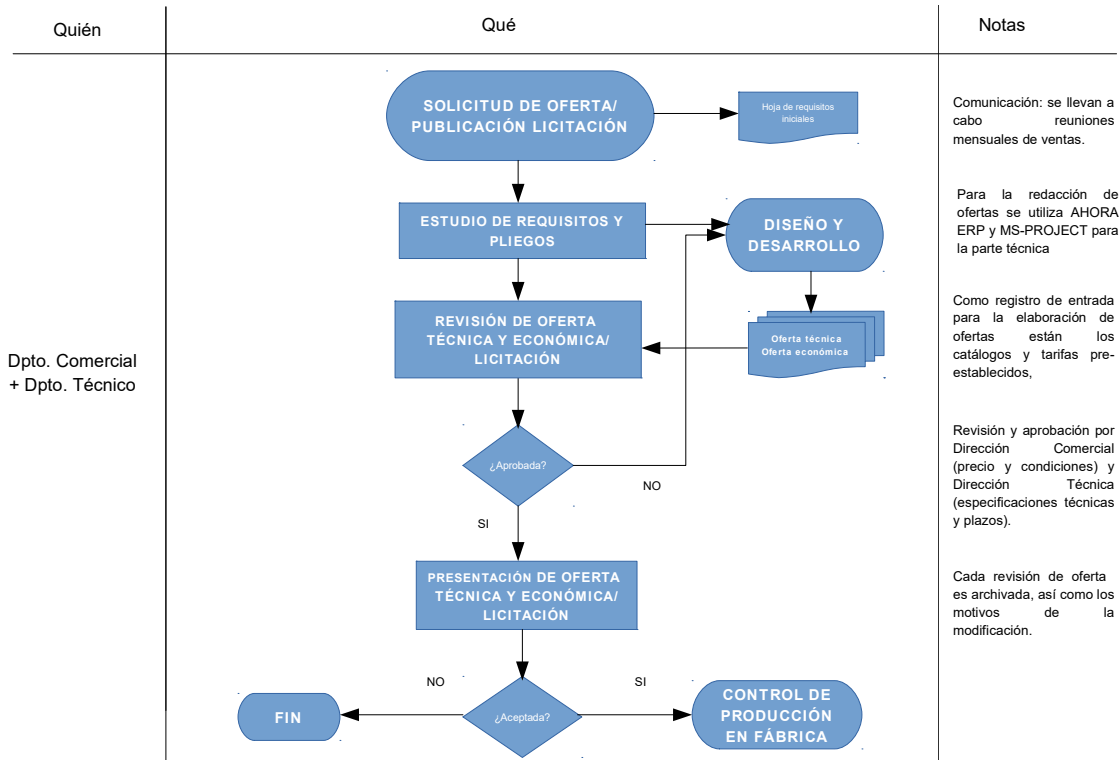 Quién
Qué
Notas
SOLICITUD DE OFERTA/
PUBLICACIÓN LICITACIÓN
Hoja de requisitos
iniciales
Comunicación: se llevan a
cabo reuniones
mensuales de ventas.
ESTUDIO DE REQUISITOS Y
PLIEGOS
DISEÑO Y
DESARROLLO
Para la redacción de
ofertas se utiliza AHORA
ERP y MS-PROJECT para
la parte técnica
REVISIÓN DE OFERTA
TÉCNICA Y ECONÓMICA/
LICITACIÓN
Oferta técnica
Oferta económica
Como registro de entrada
para la elaboración de
ofertas están los
catálogos y tarifas pre-
establecidos,
Dpto. Comercial
+ Dpto. Técnico
¿Aprobada?
NO
SI
Revisión y aprobación por
Dirección Comercial
(precio y condiciones) y
Dirección Técnica
(especificaciones técnicas
y plazos).
PRESENTACIÓN DE OFERTA
TÉCNICA Y ECONÓMICA/
LICITACIÓN
Cada revisión de oferta
es archivada, así como los
motivos de la
modificación.
NO
SI
FIN
¿Aceptada?
CONTROL DE
PRODUCCIÓN
EN FÁBRICA